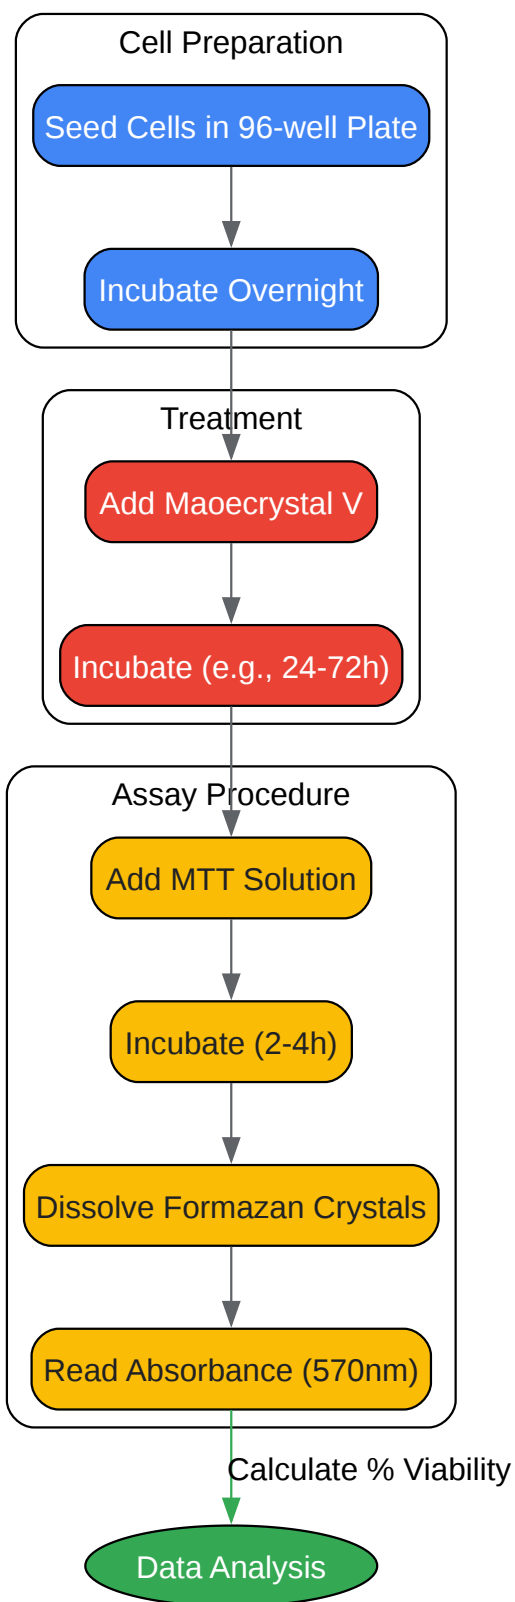 Cell Preparation
Seed Cells in 96-well Plate
Incubate Overnight
Treatment
Add Maoecrystal V
Incubate (e.g., 24-72h)
Assay Procedure
Add MTT Solution
Incubate (2-4h)
Dissolve Formazan Crystals
Read Absorbance (570nm)
Calculate % Viability
Data Analysis